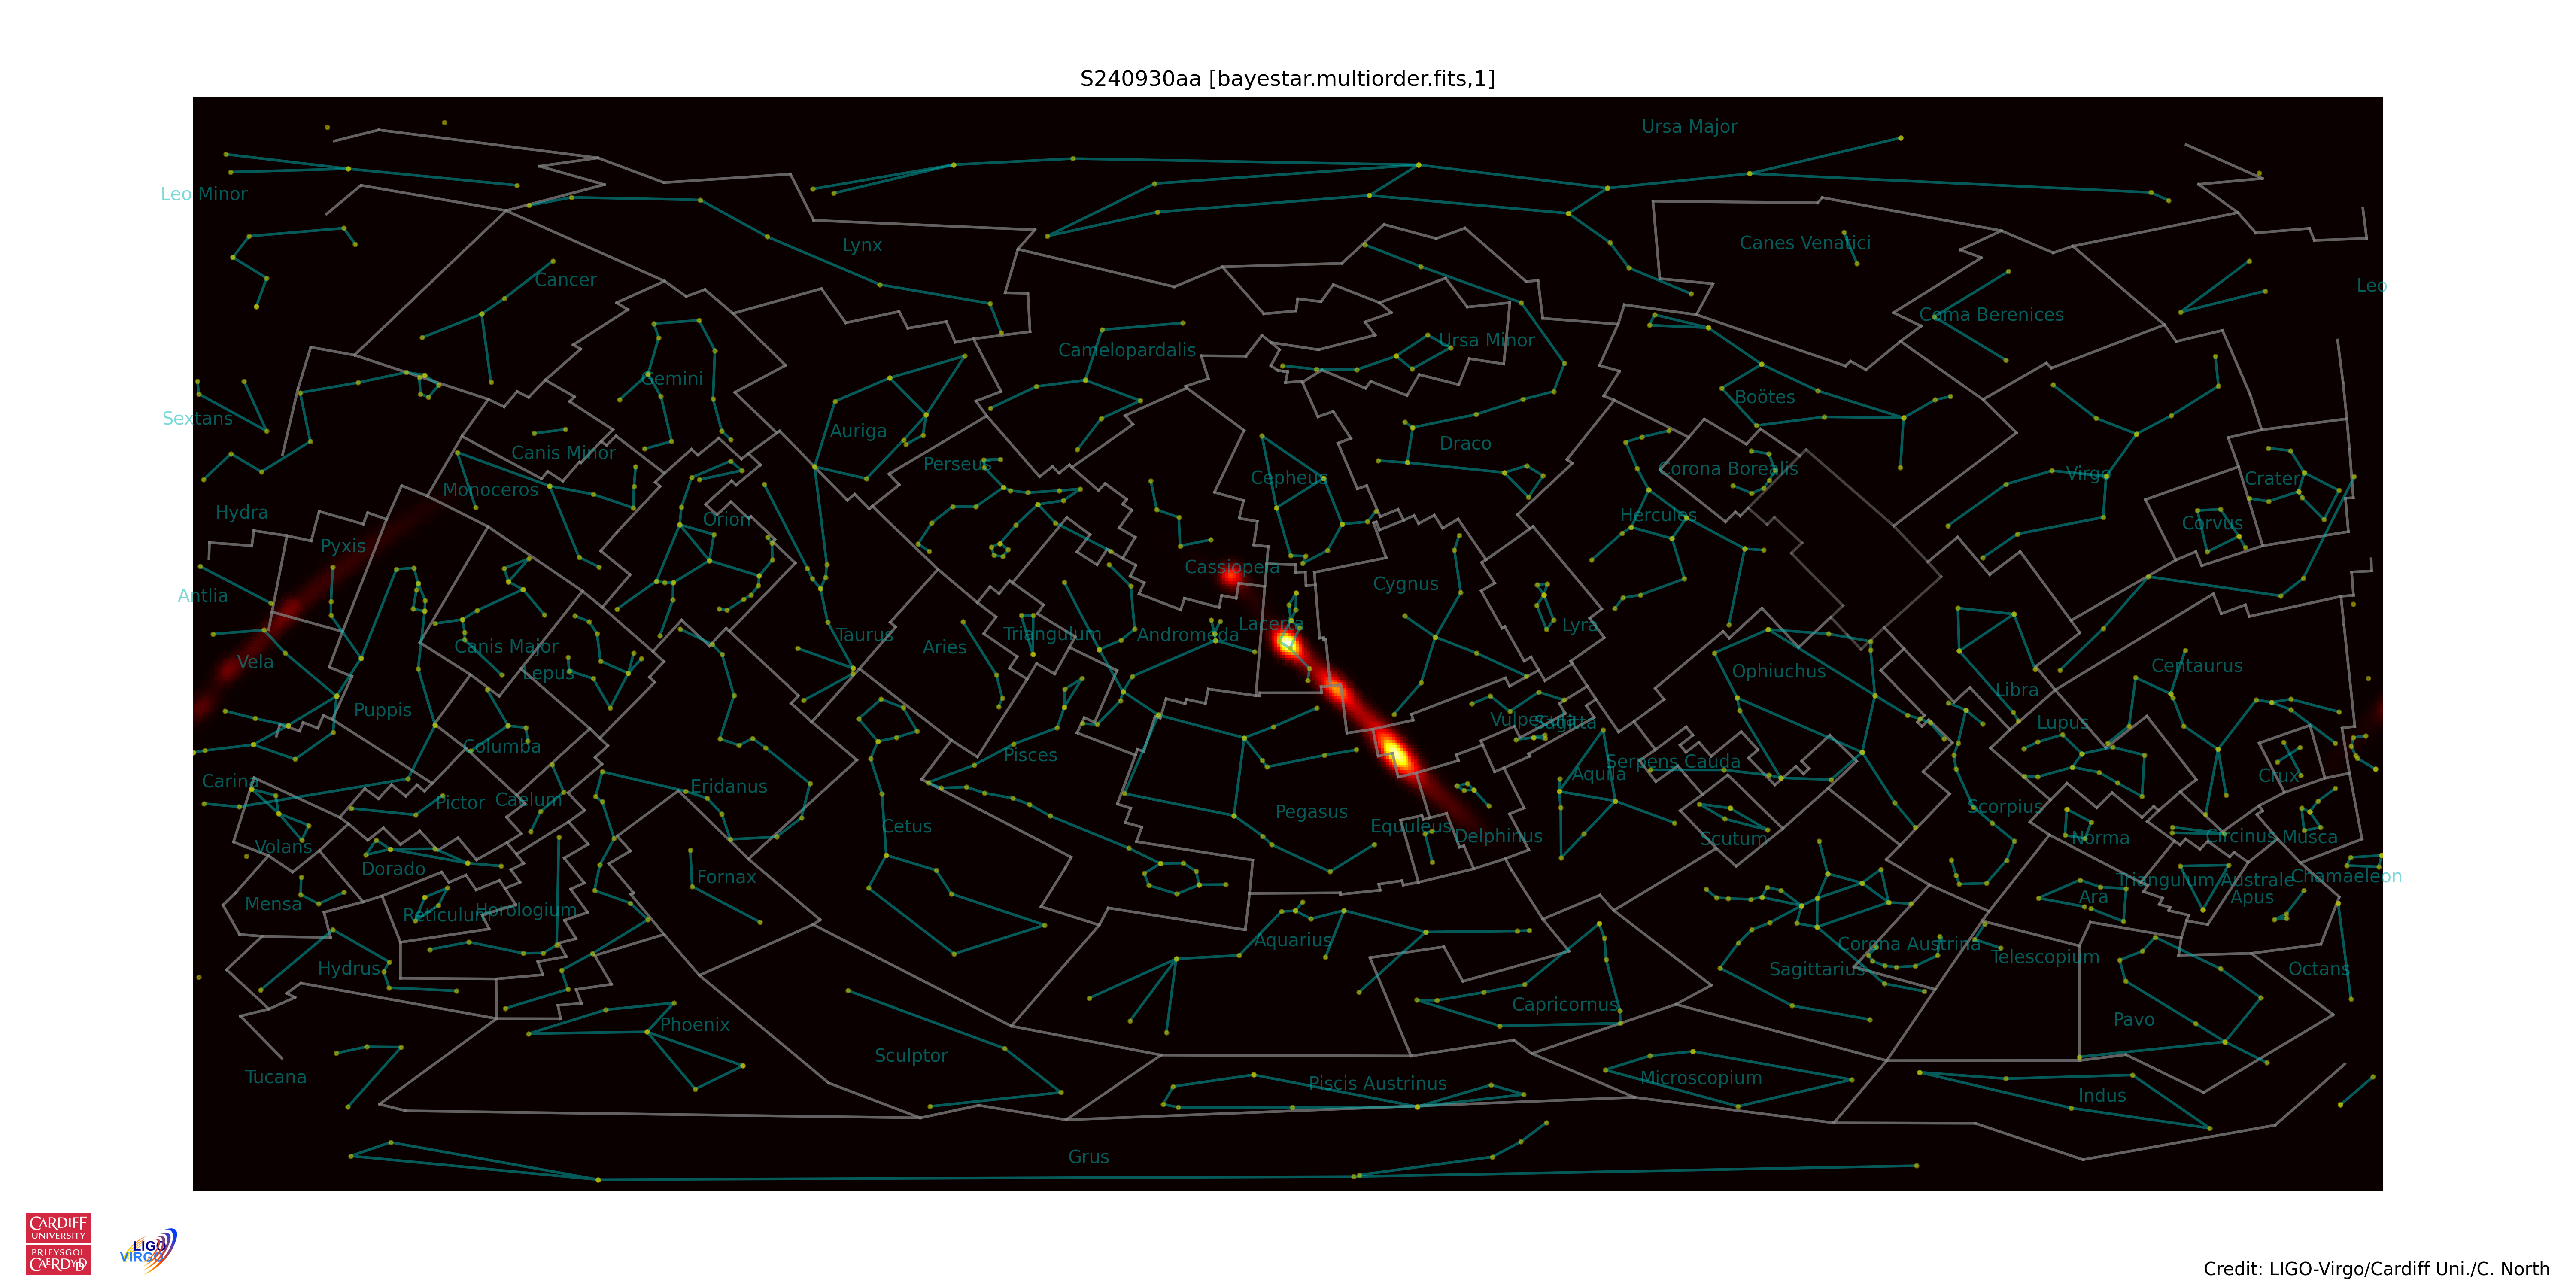 S240930aa [bayestar.multiorder.fits,1]
Ursa Major
Leo Minor
Lynx
Canes Venatici
Cancer
Leo
Coma Berenices
Ursa Minor
Camelopardalis
Gemini
Boötes
Sextans
Auriga
Draco
Canis Minor
Perseus
Corona Borealis
Virgo
Cepheus
Crater
Monoceros
Hydra
Orion
Hercules
Corvus
Pyxis
Cassiopeia
Cygnus
Antlia
Lacerta
Lyra
Taurus
Triangulum
Andromeda
Canis Major
Aries
Vela
Centaurus
Lepus
Ophiuchus
Libra
Puppis
Vulpecula
Sagitta
Lupus
Columba
Pisces
Serpens Cauda
Aquila
Crux
Carina
Eridanus
Pictor
Caelum
Scorpius
Pegasus
Equuleus
Cetus
Delphinus
Scutum
Norma
Circinus
Musca
Volans
Dorado
Fornax
Triangulum Australe
Chamaeleon
Mensa
Reticulum
Horologium
Ara
Apus
Aquarius
Corona Austrina
Telescopium
Hydrus
Sagittarius
Octans
Capricornus
Phoenix
Pavo
Sculptor
Tucana
Piscis Austrinus
Microscopium
Indus
Grus
CARDIFF
UNIVERSITY
PRIFYSGOL
CAERDYDD
LIGO
VIRGO
Credit: LIGO-Virgo/Cardiff Uni./C. North